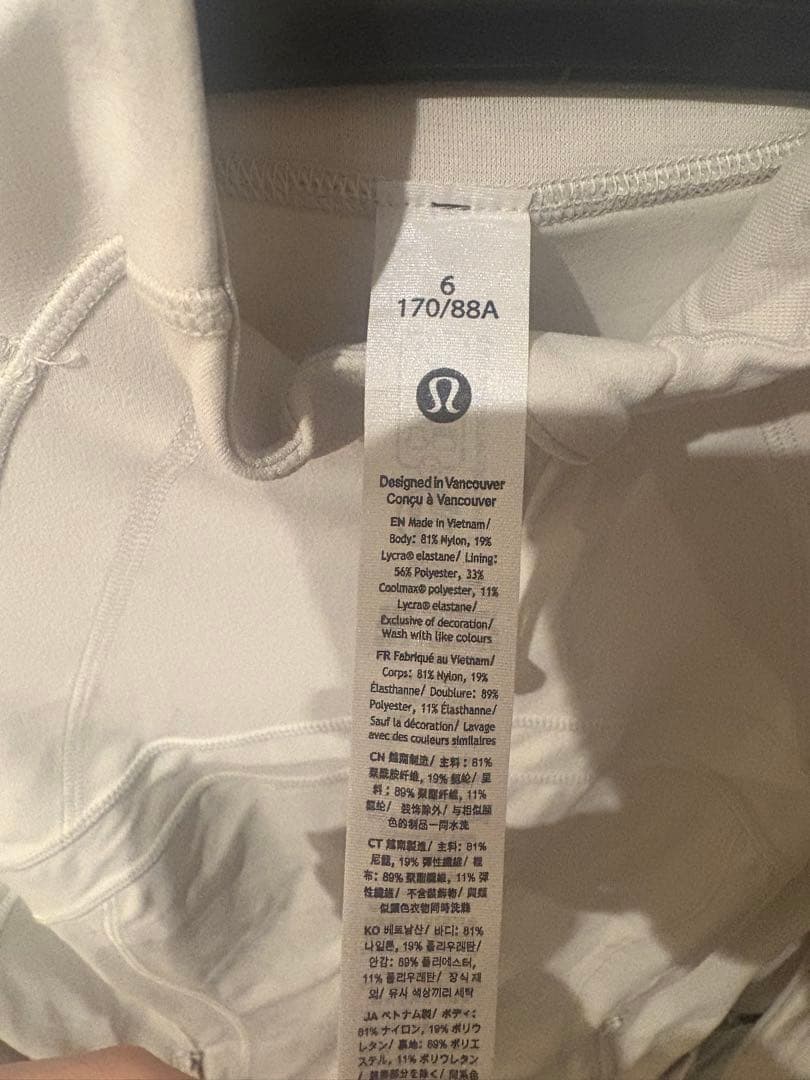 6
170/88A
Designed in Vancouver
Conçu à Vancouver
EN Made in Vietnam/
Body: 81% Nylon, 19%
Lycra® elastane/ Lining:
56% Polyester, 33%
Coolmax® polyester, 11%
Lycra® elastane/
Exclusive of decoration/
Wash with like colours
FR Fabriqué au Vietnam/
Corps: 81% Nylon, 19%
Élasthanne/ Doublure: 89%
Polyester, 11% Élasthanne/
Sauf la décoration/ Lavage
avec des couleurs similaires
CN 越南制造/ 主料: 81%
聚酰胺纤维, 19% 氨纶/ 里
料: 89% 聚酯纤维, 11%
氨纶/ 装饰除外/ 与相似颜
色的制品一同水洗
CT 越南製造/ 主料: 81%
尼龍, 19% 彈性纖維/ 裡
布: 89% 聚酯纖維, 11% 彈
性纖維/ 不含裝飾物/ 與類
似顏色衣物同時洗滌
KO 베트남산/ 바디: 81%
나일론, 19% 폴리우레탄/
안감: 89% 폴리에스터,
11% 폴리우레탄/ 장식 제
외/ 유사 색상끼리 세탁
JA ベトナム製/ ボディ:
81% ナイロン, 19% ポリウ
レタン/ 裏地: 89% ポリエ
ステル, 11% ポリウレタン
/ 装飾部分を除く/ 同系色